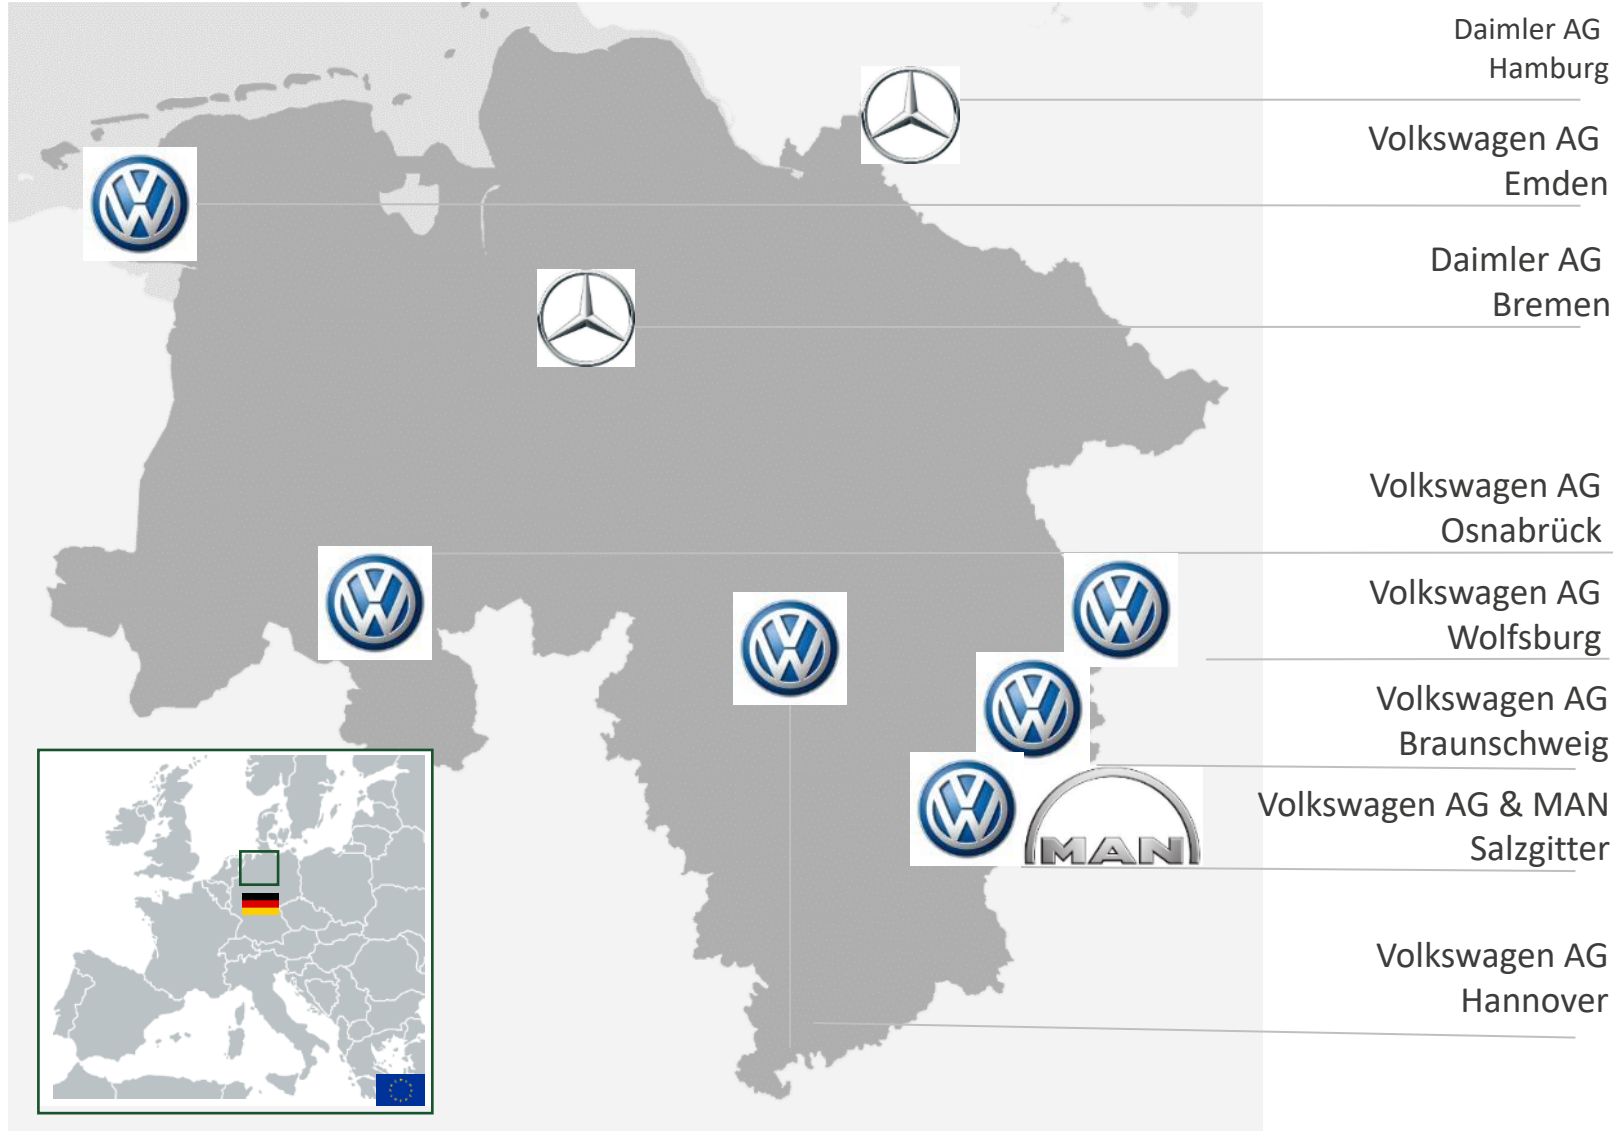 Daimler AG
Hamburg
Volkswagen AG
Emden
Daimler AG
Bremen
Volkswagen AG
Osnabrück
Volkswagen AG
Wolfsburg
Volkswagen AG
Braunschweig
Volkswagen AG & MAN
Salzgitter
MAN
Volkswagen AG
Hannover